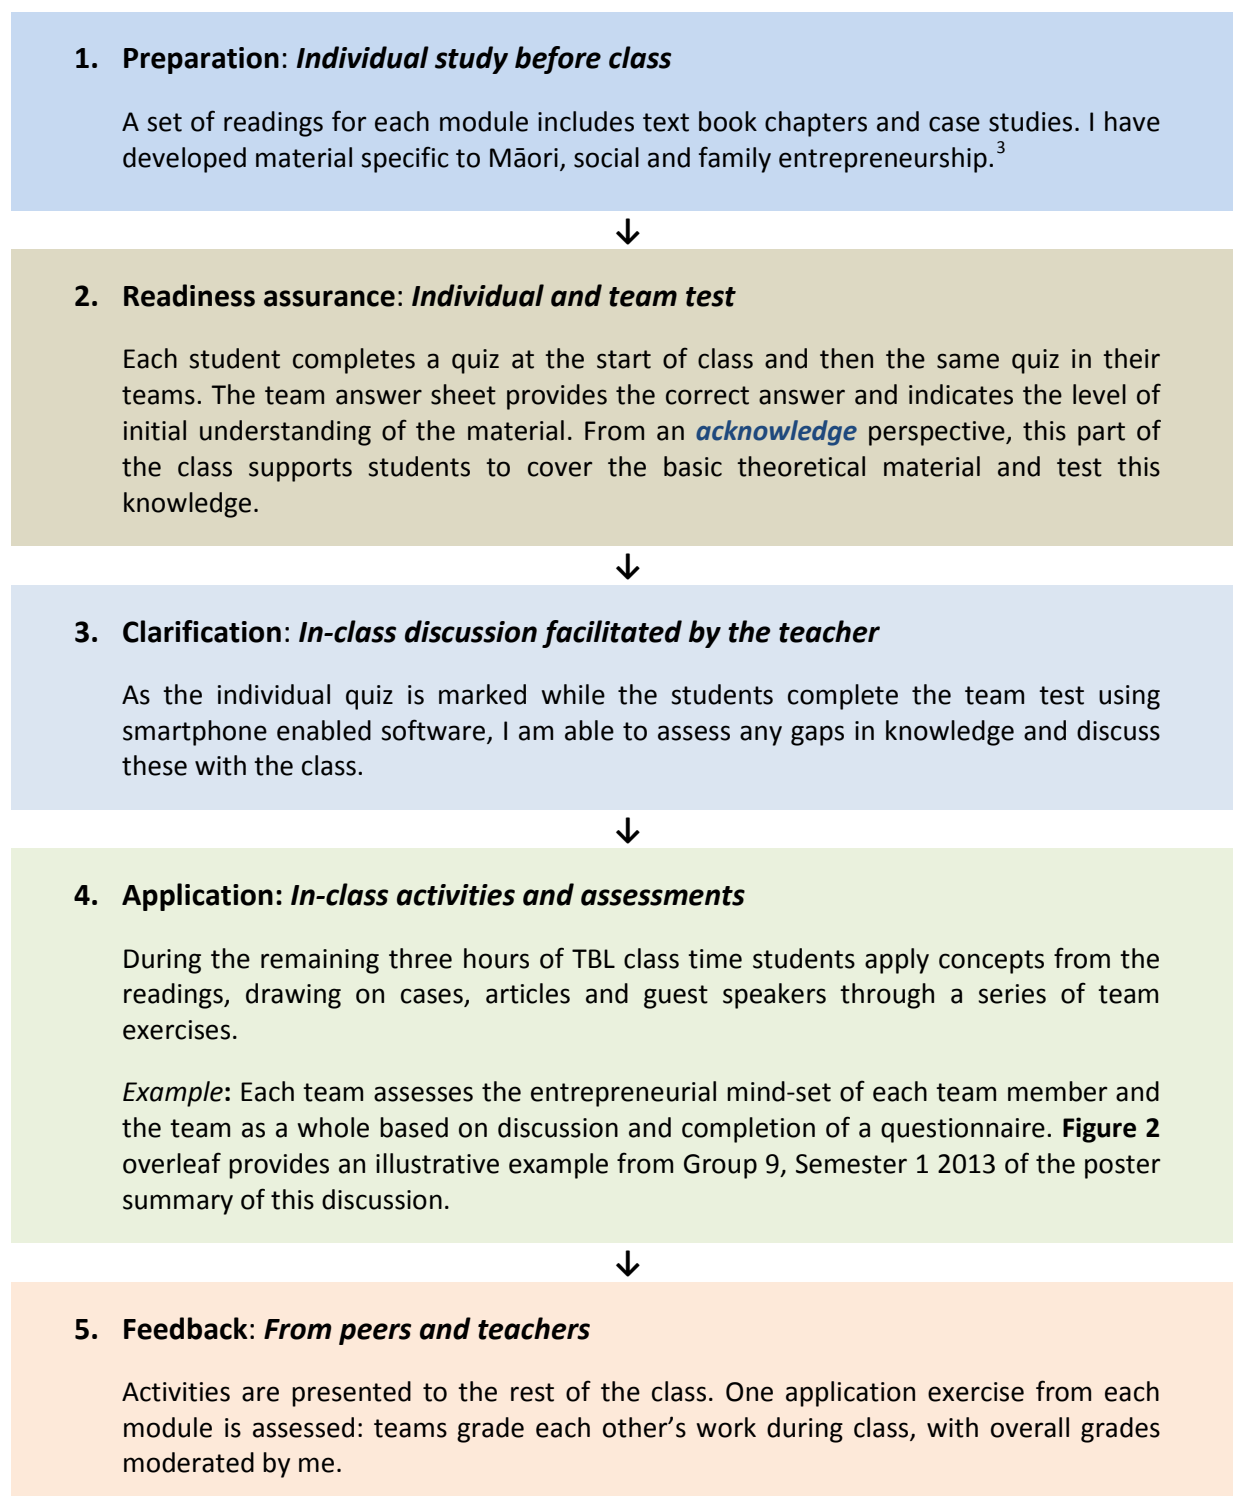 1. Preparation: Individual study before class
A set of readings for each module includes text book chapters and case studies. I have
developed material specific to Māori, social and family entrepreneurship.³
↓
2. Readiness assurance: Individual and team test
Each student completes a quiz at the start of class and then the same quiz in their
teams. The team answer sheet provides the correct answer and indicates the level of
initial understanding of the material. From an acknowledge perspective, this part of
the class supports students to cover the basic theoretical material and test this
knowledge.
↓
3. Clarification: In-class discussion facilitated by the teacher
As the individual quiz is marked while the students complete the team test using
smartphone enabled software, I am able to assess any gaps in knowledge and discuss
these with the class.
↓
4. Application: In-class activities and assessments
During the remaining three hours of TBL class time students apply concepts from the
readings, drawing on cases, articles and guest speakers through a series of team
exercises.
Example: Each team assesses the entrepreneurial mind-set of each team member and
the team as a whole based on discussion and completion of a questionnaire. Figure 2
overleaf provides an illustrative example from Group 9, Semester 1 2013 of the poster
summary of this discussion.
↓
5. Feedback: From peers and teachers
Activities are presented to the rest of the class. One application exercise from each
module is assessed: teams grade each other’s work during class, with overall grades
moderated by me.